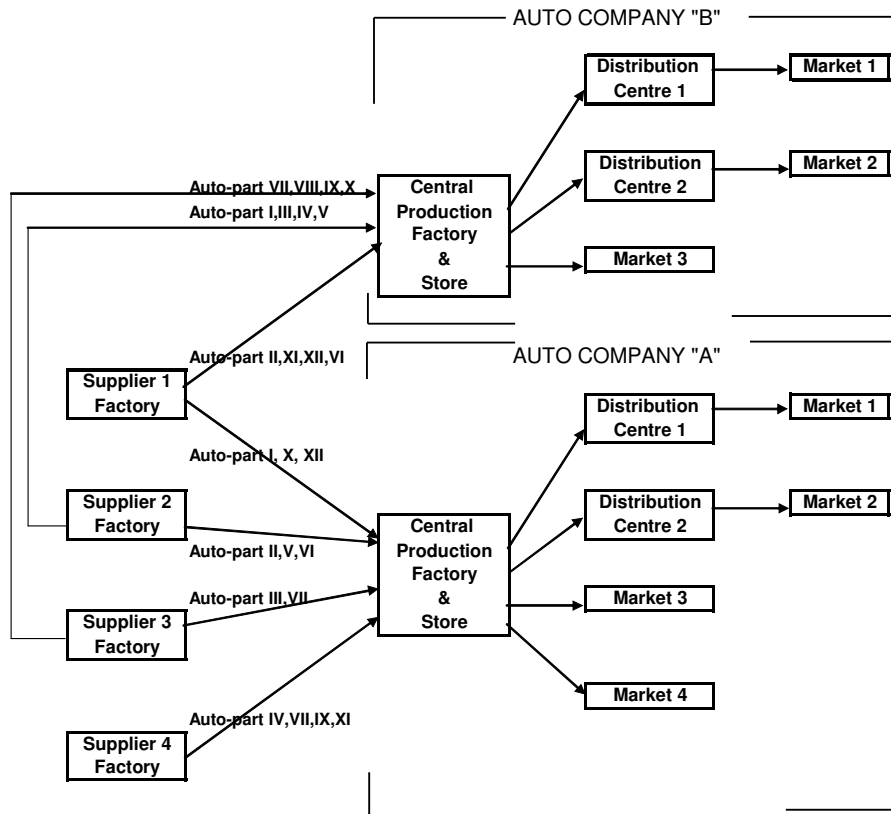 AUTO COMPANY "B"
Distribution
Centre 1
Market 1
Distribution
Centre 2
Market 2
Auto-part VII,VIII,IX,X
Auto-part I,III,IV,V
Central
Production
Factory
&
Store
Market 3
Auto-part II,XI,XII,VI
AUTO COMPANY "A"
Supplier 1
Factory
Distribution
Centre 1
Market 1
Auto-part I, X, XII
Supplier 2
Factory
Central
Production
Factory
&
Store
Distribution
Centre 2
Market 2
Auto-part II,V,VI
Auto-part III,VII
Market 3
Supplier 3
Factory
Market 4
Auto-part IV,VII,IX,XI
Supplier 4
Factory